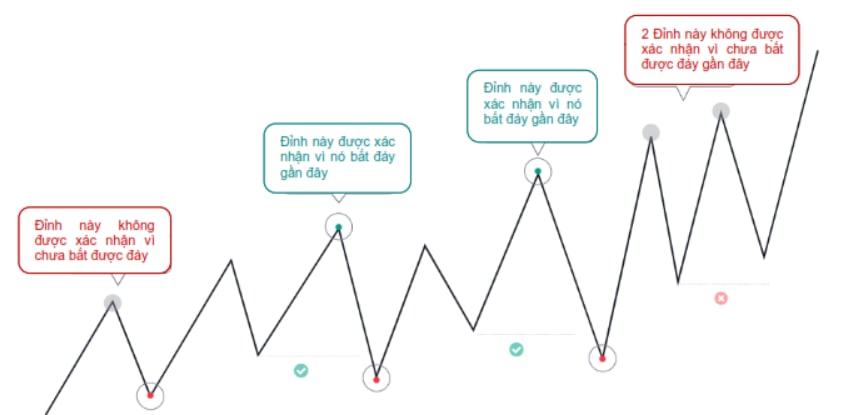 Đỉnh này không
được xác nhận vì
chưa bắt được đáy
Đỉnh này được xác
nhận vì nó bắt đáy
gần đây
Đỉnh này được
xác nhận vì nó
bắt đáy gần đây
2 Đỉnh này không được
xác nhận vì chưa bắt
được đáy gần đây